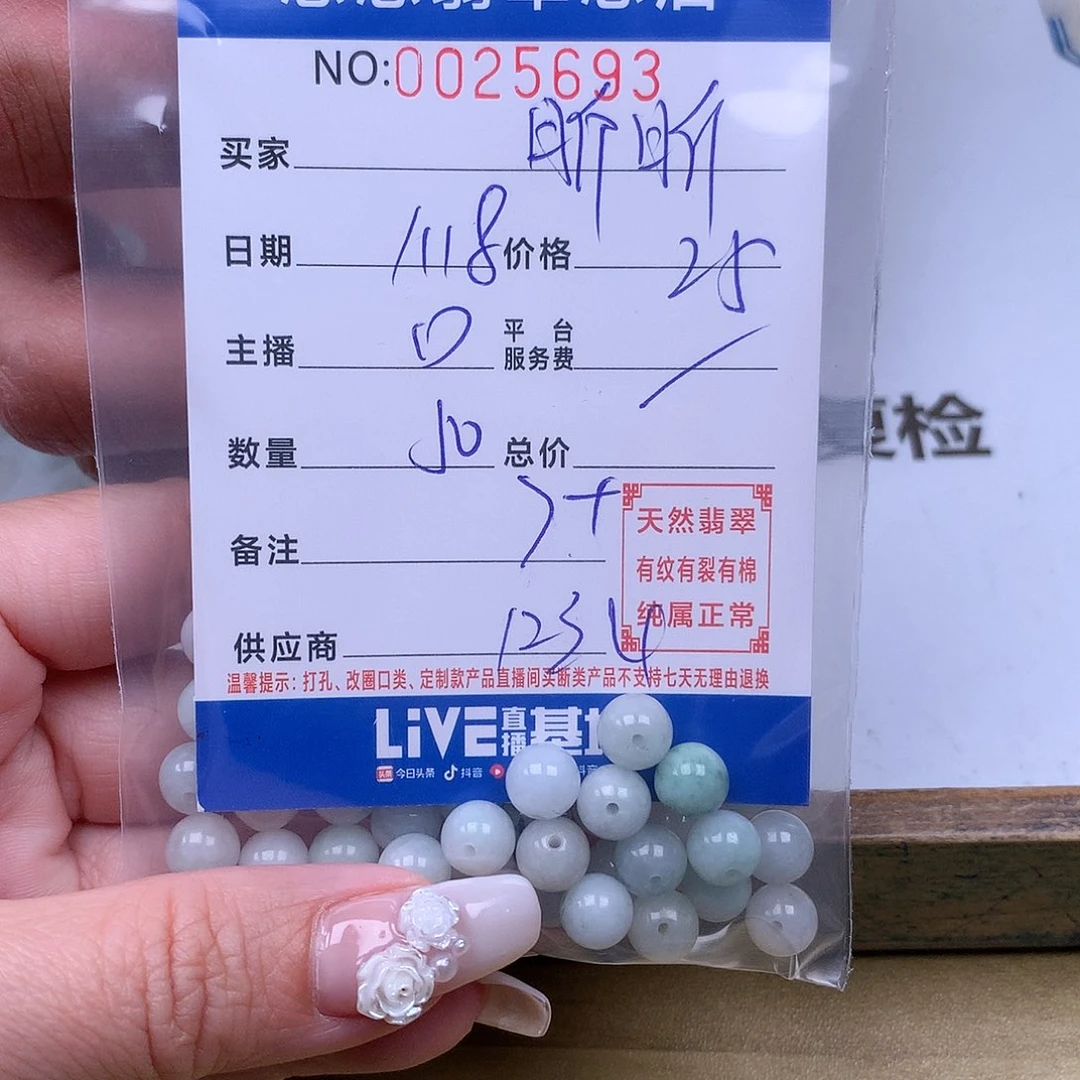 NO:0025693
买家 昕昕
日期 1118 价格 25
主播 口 平台服务费 /
数量 50 总价
备注
供应商 1234
天然翡翠
有纹有裂有棉
纯属正常
温馨提示：打孔、改圈口类、定制款产品直播间买断类产品不支持七天无理由退换
LiVE直播基
今日头条 抖音
检